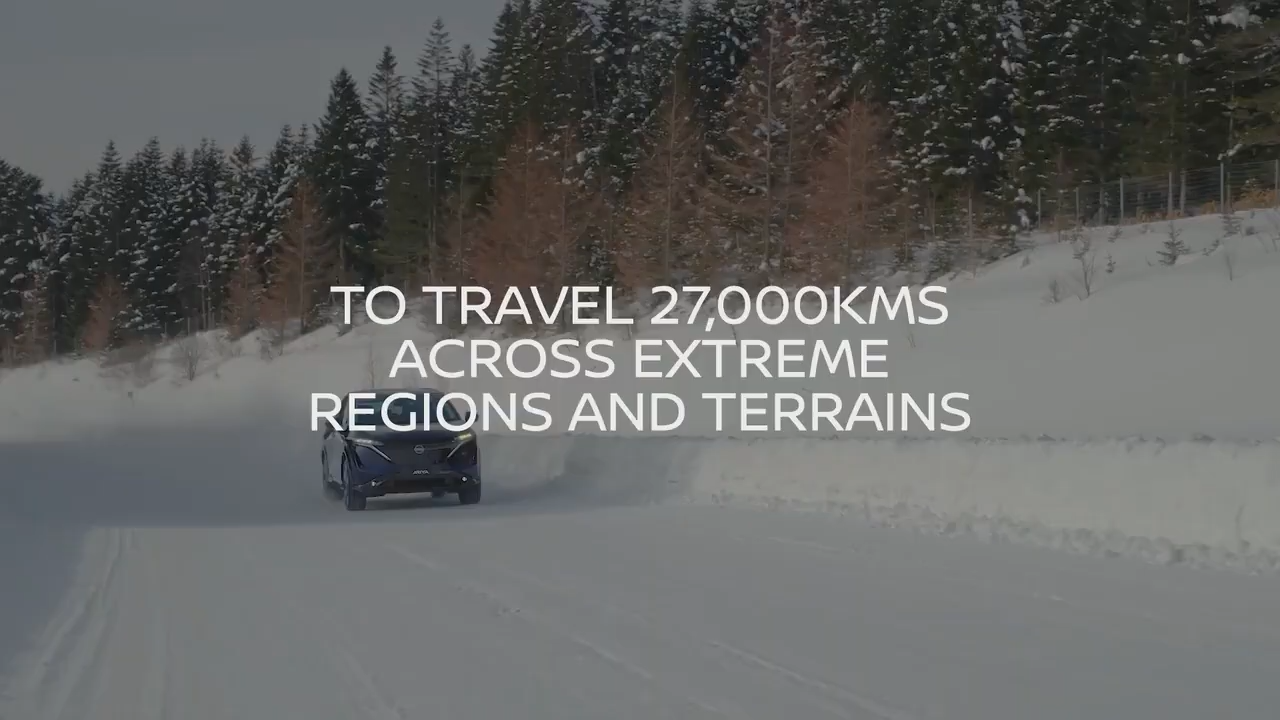 TO TRAVEL 27,000KMS
ACROSS EXTREME
REGIONS AND TERRAINS